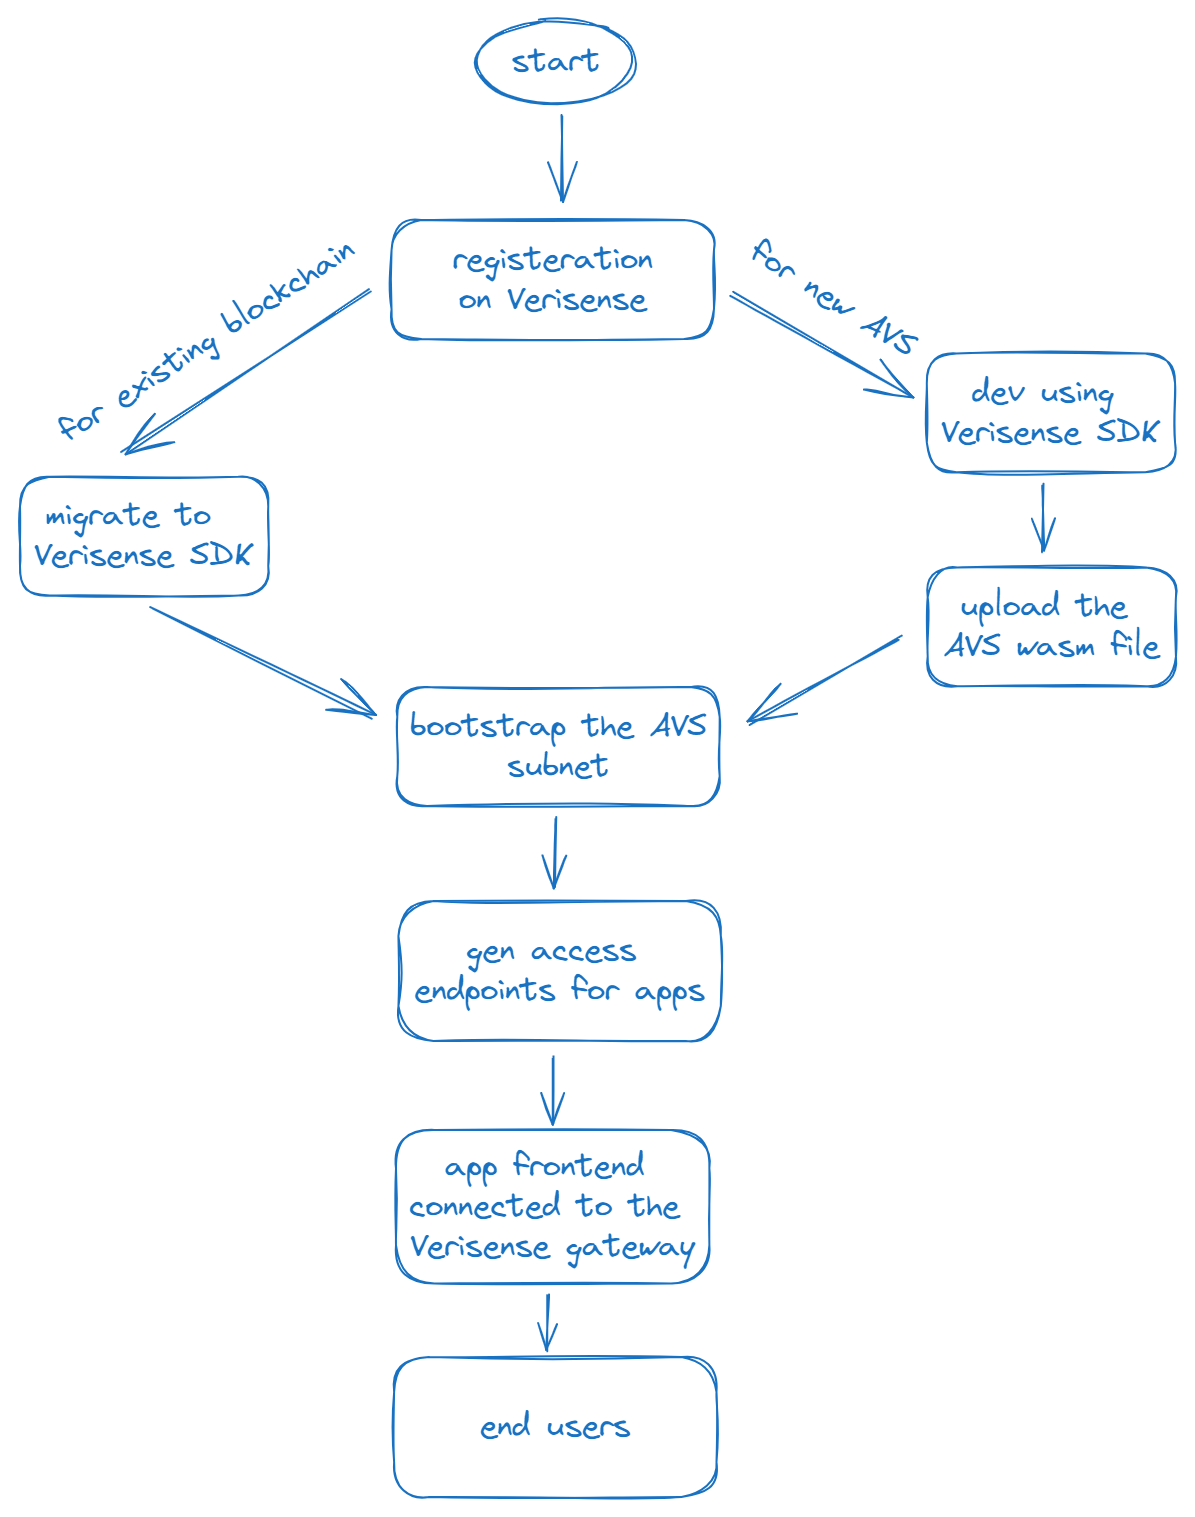 start
registeration
on Verisense
for existing blockchain
for new AVS
dev using
Verisense SDK
migrate to
Verisense SDK
upload the
AVS wasm file
bootstrap the AVS
subnet
gen access
endpoints for apps
app frontend
connected to the
Verisense gateway
end users